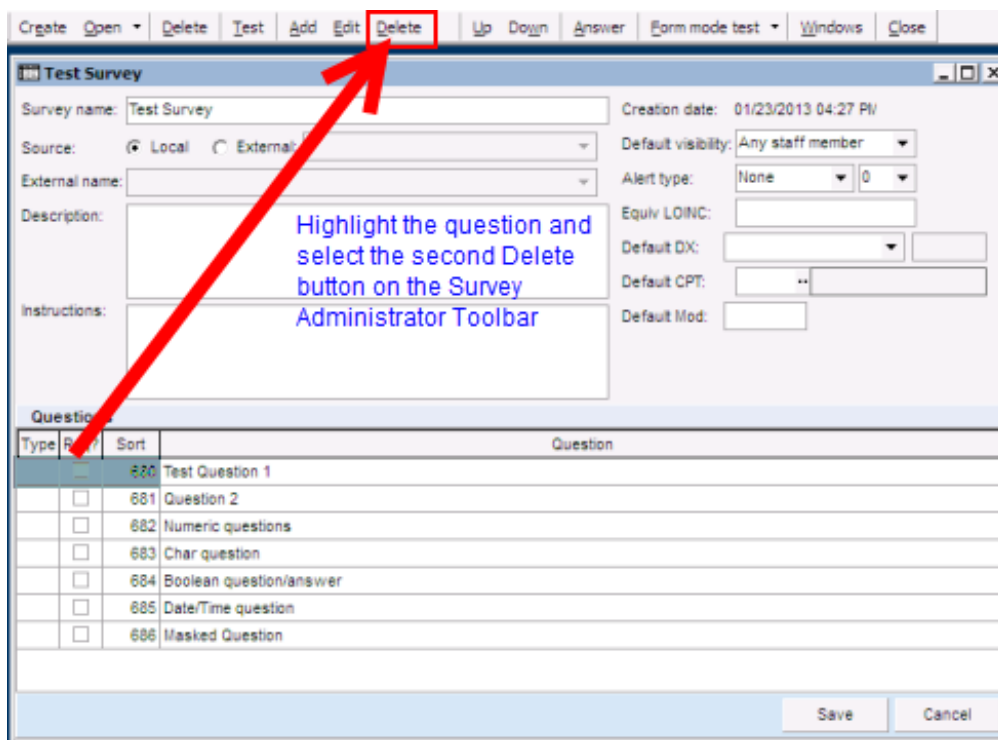 Create Open Delete Test Add Edit Delete Up Down Answer Form mode test Windows Close
Test Survey
Survey name: Test Survey
Creation date: 01/23/2013 04:27 PM
Source: Local External:
Default visibility: Any staff member
External name:
Alert type: None 0
Description:
Equiv LOINC:
Highlight the question and
select the second Delete
button on the Survey
Administrator Toolbar
Default DX:
Default CPT:
Instructions:
Default Mod:
Type Sort Question
680 Test Question 1
681 Question 2
682 Numeric questions
683 Char question
684 Boolean question/answer
685 Date/Time question
686 Masked Question
Save Cancel